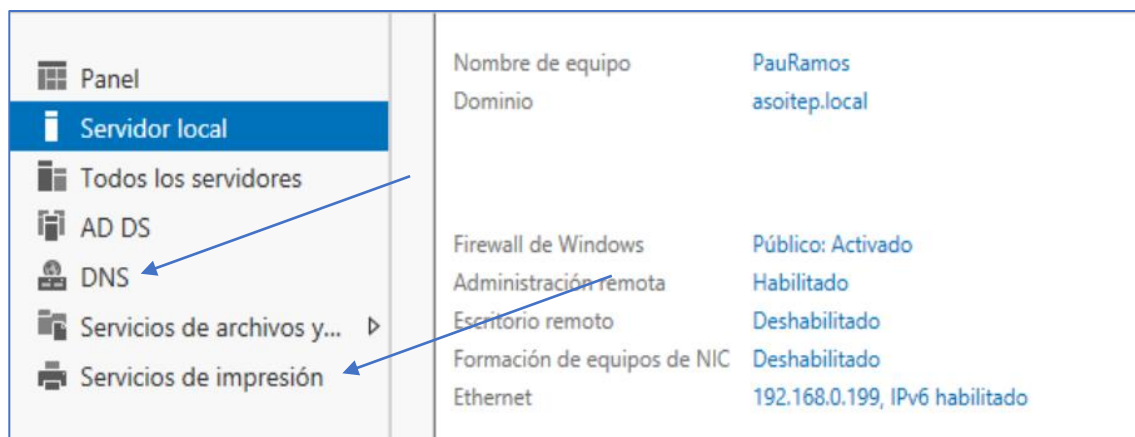 Panel
Servidor local
Todos los servidores
AD DS
DNS
Servicios de archivos y...
Servicios de impresión
Nombre de equipo PauRamos
Dominio asoitep.local
Firewall de Windows Público: Activado
Administración remota Habilitado
Escritorio remoto Deshabilitado
Formación de equipos de NIC Deshabilitado
Ethernet 192.168.0.199, IPv6 habilitado